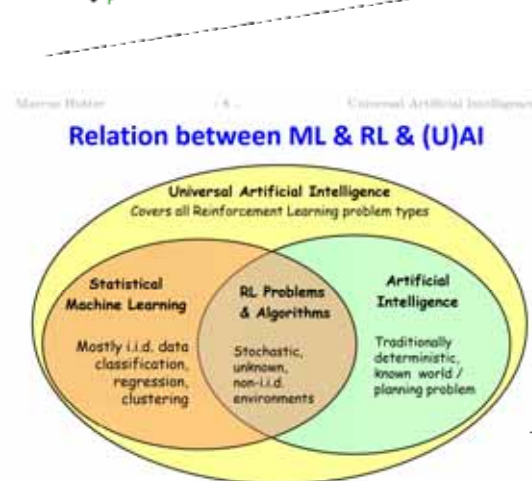 Marcus Hutter - 8 - Universal Artificial Intelligence
Relation between ML & RL & (U)AI
Universal Artificial Intelligence
Covers all Reinforcement Learning problem types
Statistical
Machine Learning
Mostly i.i.d. data
classification,
regression,
clustering
RL Problems
& Algorithms
Stochastic,
unknown,
non-i.i.d.
environments
Artificial
Intelligence
Traditionally
deterministic,
known world /
planning problem